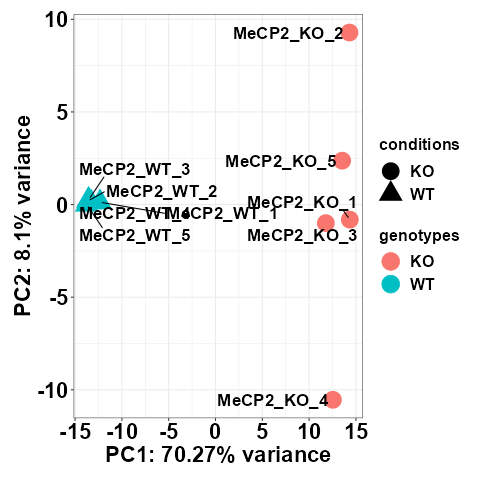 10
5
0
-5
-10
PC2: 8.1% variance
MeCP2_KO_2
MeCP2_KO_5
MeCP2_WT_3
MeCP2_WT_2
MeCP2_KO_1
MeCP2_WT_4
MeCP2_WT_1
MeCP2_WT_5
MeCP2_KO_3
MeCP2_KO_4
-15 -10 -5 0 5 10 15
PC1: 70.27% variance
conditions
KO
WT
genotypes
KO
WT